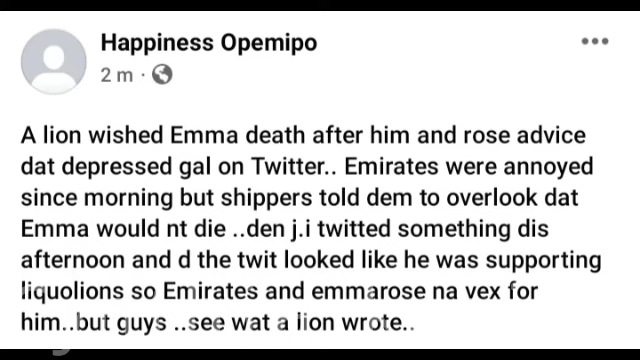 Happiness Opemipo
2 m ·
A lion wished Emma death after him and rose advice
dat depressed gal on Twitter.. Emirates were annoyed
since morning but shippers told dem to overlook dat
Emma would nt die ..den j.i twitted something dis
afternoon and d the twit looked like he was supporting
liquolions so Emirates and emmarose na vex for
him..but guys ..see wat a lion wrote..